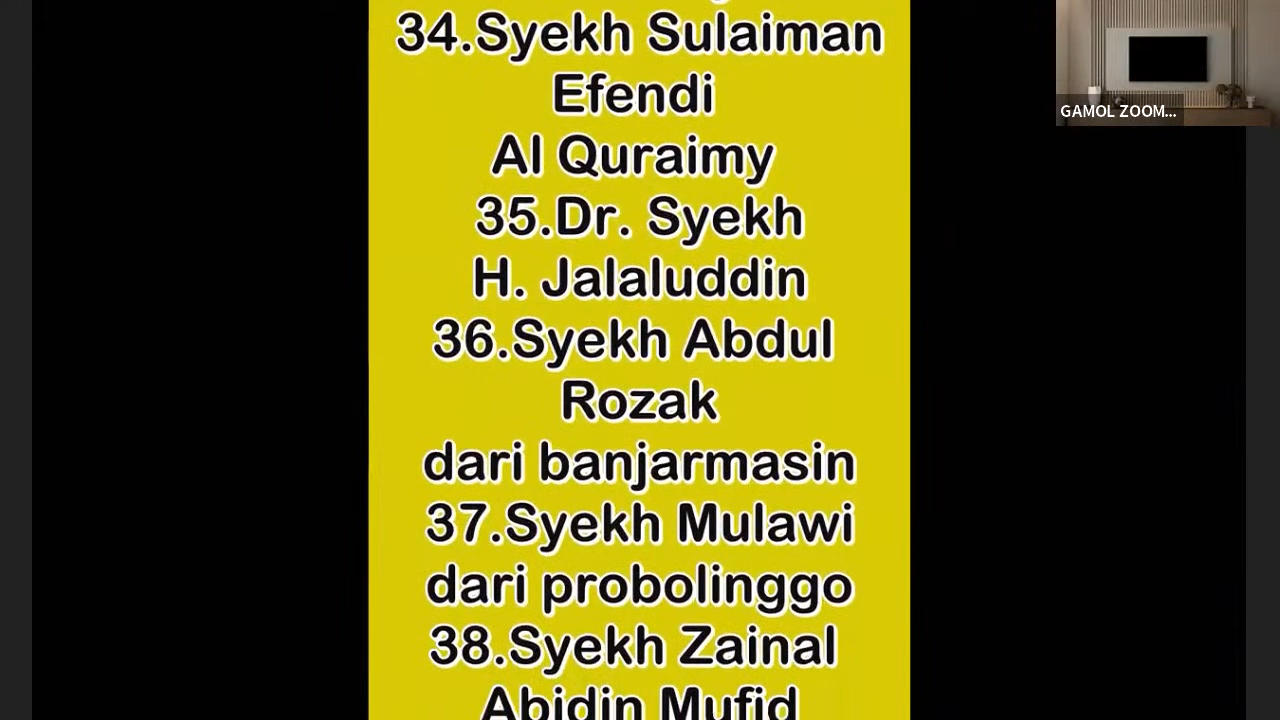 34.Syekh Sulaiman
Efendi
Al Quraimy
35.Dr. Syekh
H. Jalaluddin
36.Syekh Abdul
Rozak
dari banjarmasin
37.Syekh Mulawi
dari probolinggo
38.Syekh Zainal
Abidin Mufid
GAMOL ZOOM...